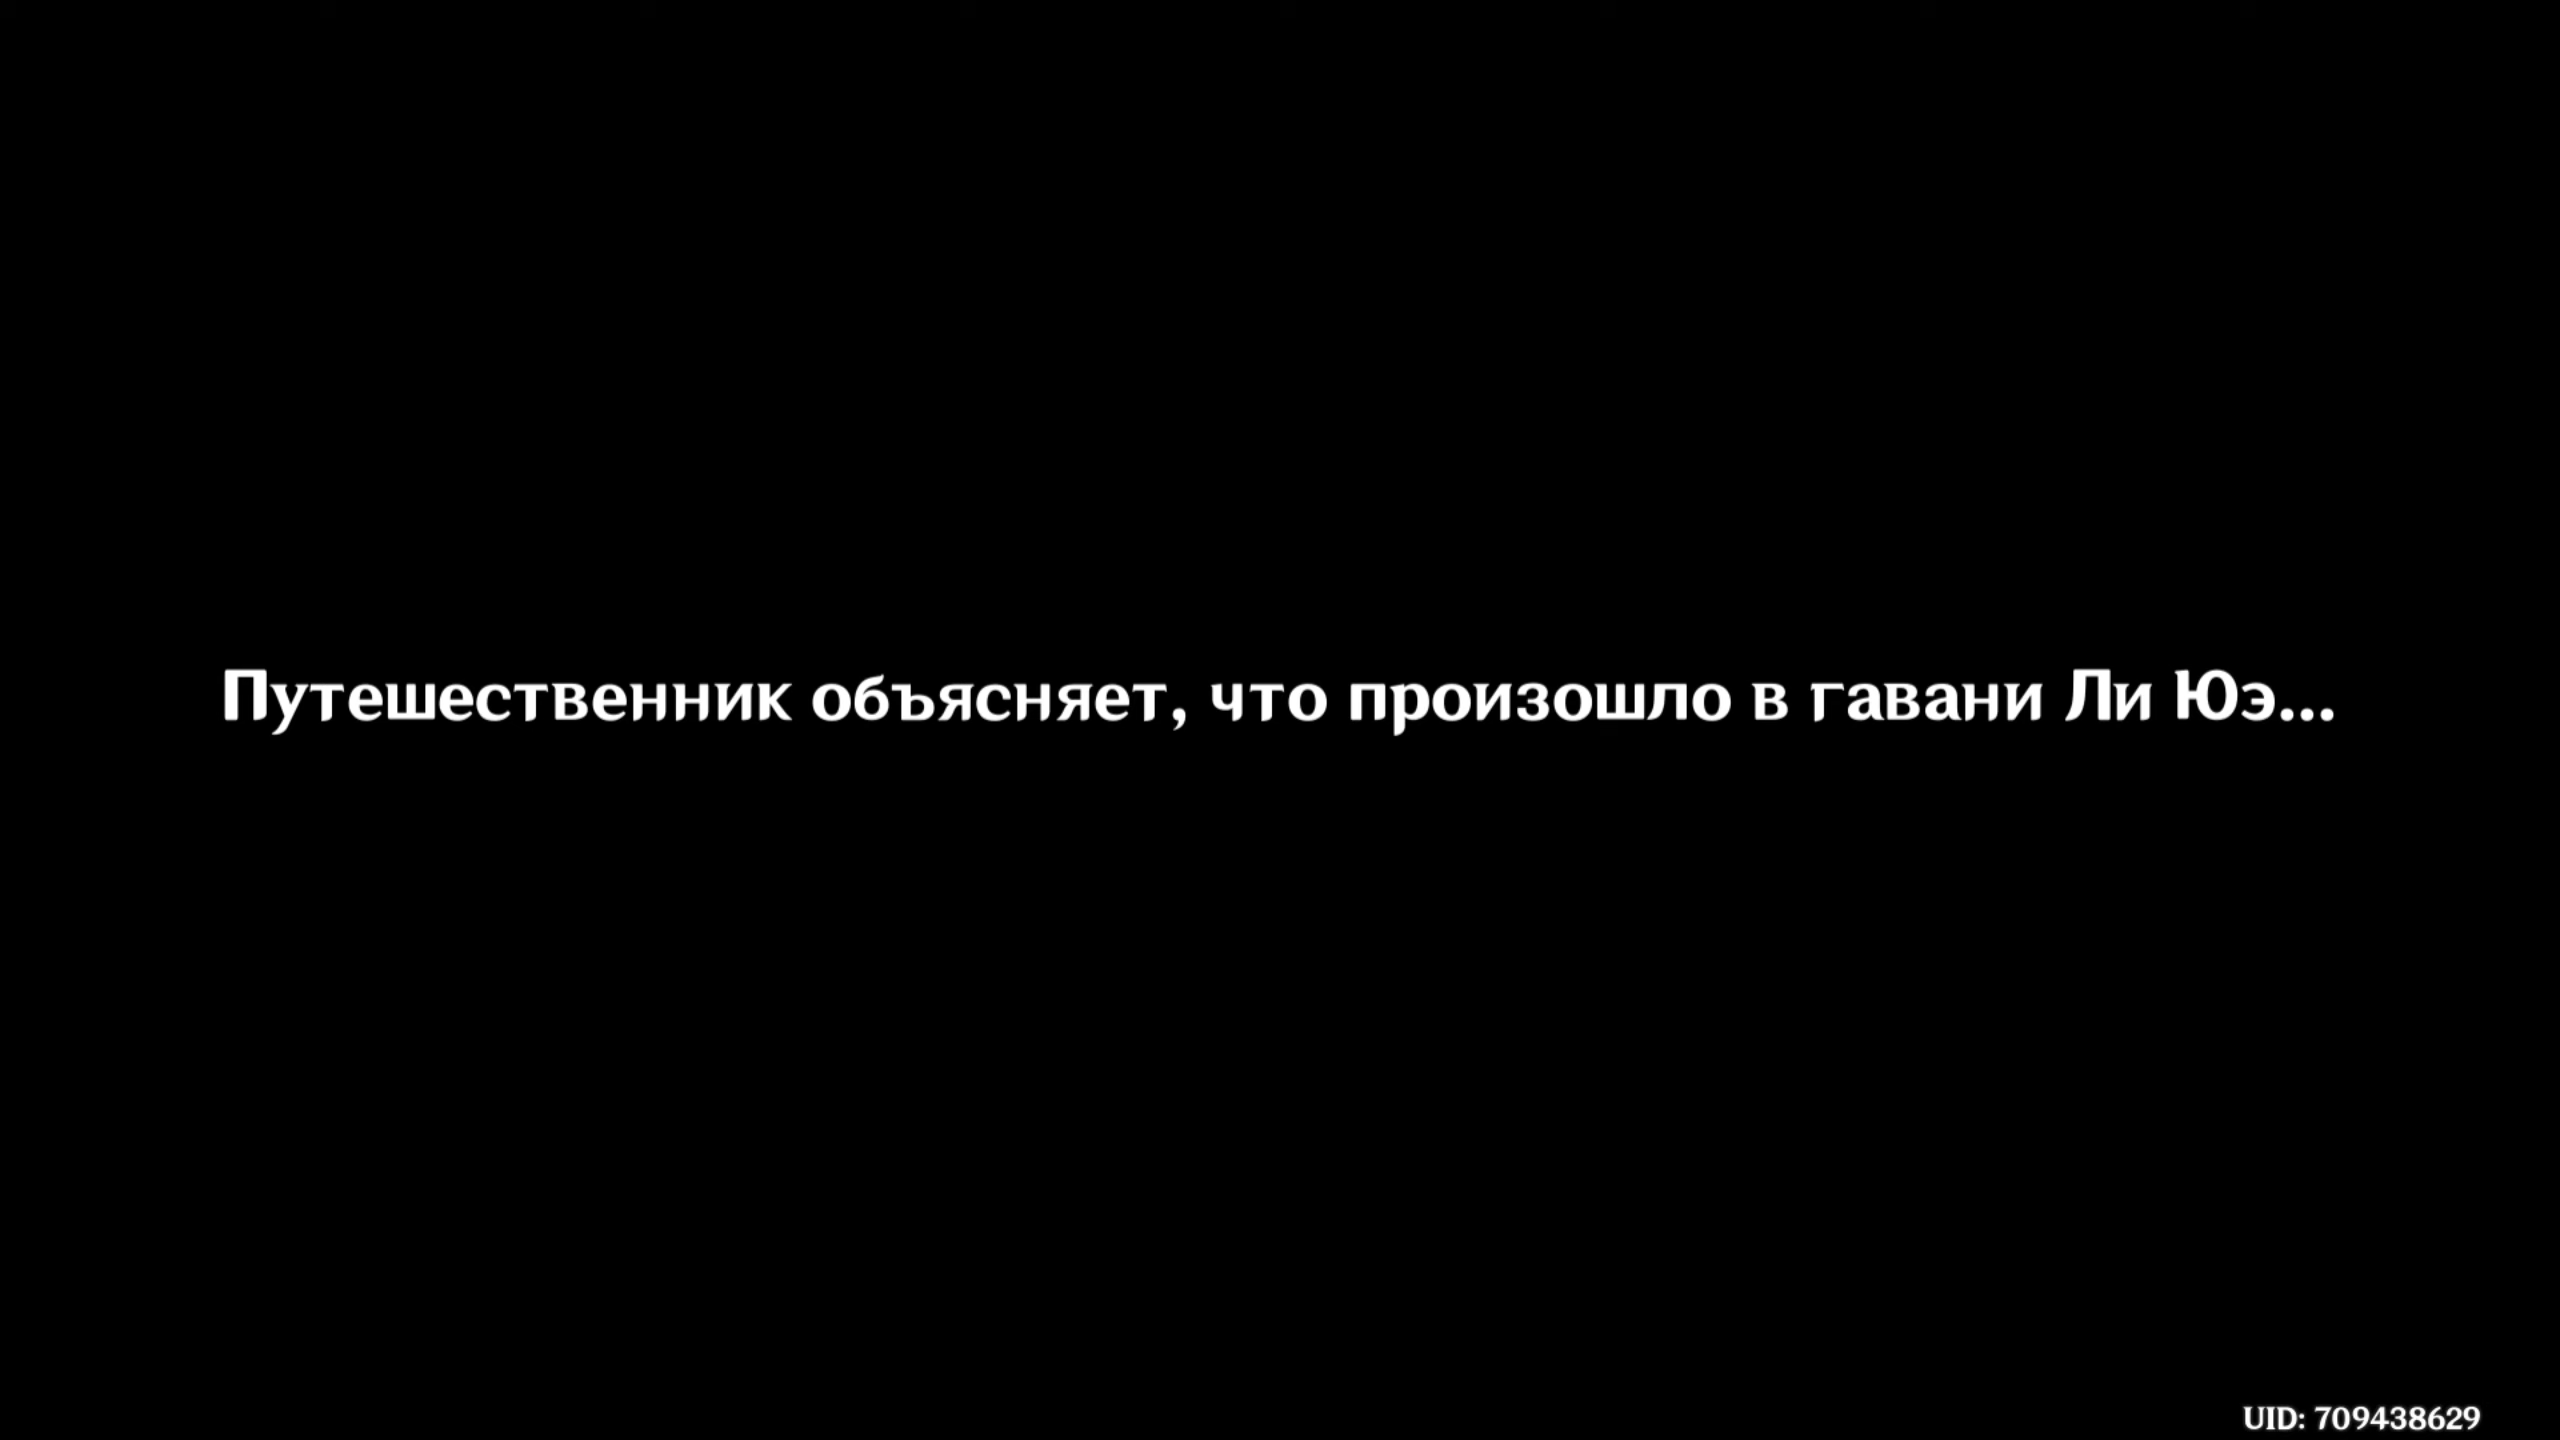 Путешественник объясняет, что произошло в гавани Ли Юэ...
UID: 709438629